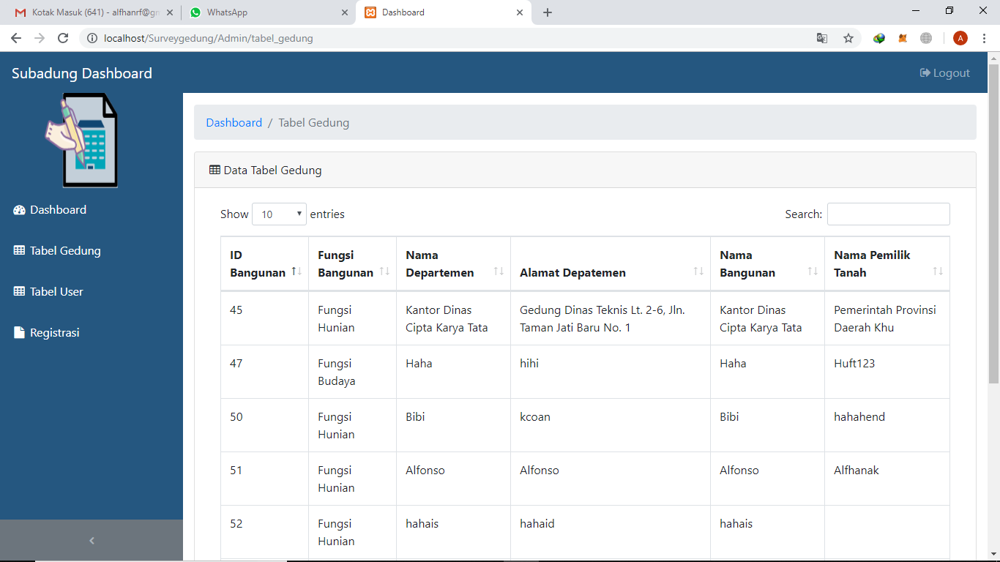 Kotak Masuk (641) - alfhanrf@gm
WhatsApp
Dashboard
localhost/Surveygedung/Admin/tabel_gedung
A
Subadung Dashboard
Logout
Dashboard
Tabel Gedung
Tabel User
Registrasi
Dashboard / Tabel Gedung
Data Tabel Gedung
Show 10 entries
Search:
ID Bangunan
Fungsi Bangunan
Nama Departemen
Alamat Depatemen
Nama Bangunan
Nama Pemilik Tanah
45
Fungsi Hunian
Kantor Dinas Cipta Karya Tata
Gedung Dinas Teknis Lt. 2-6, Jln. Taman Jati Baru No. 1
Kantor Dinas Cipta Karya Tata
Pemerintah Provinsi Daerah Khu
47
Fungsi Budaya
Haha
hihi
Haha
Huft123
50
Fungsi Hunian
Bibi
kcoan
Bibi
hahahend
51
Fungsi Hunian
Alfonso
Alfonso
Alfonso
Alfhanak
52
Fungsi Hunian
hahais
hahaid
hahais